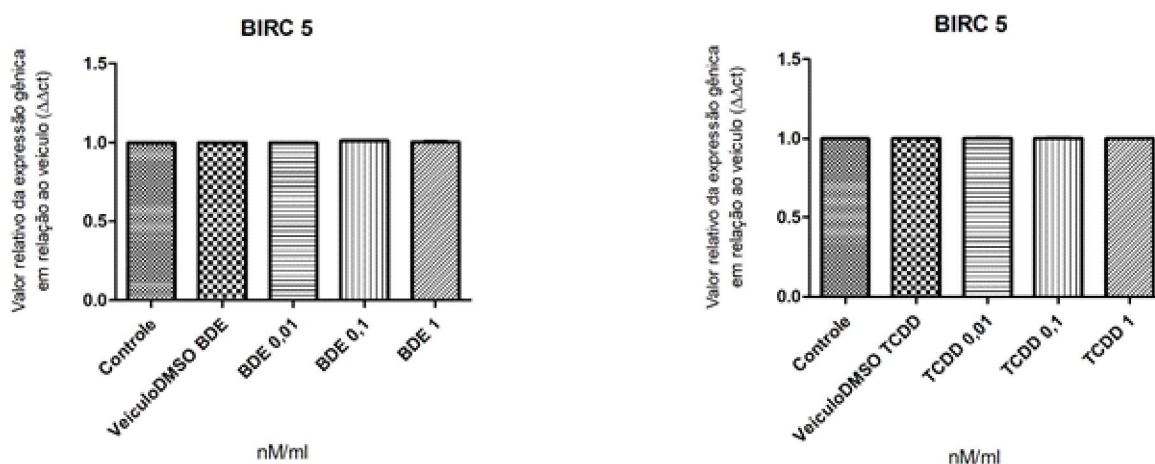 BIRC 5
Valor relativo da expressão gênica
em relação ao veículo (ΔΔct)
1.5
1.0
0.5
0.0
Controle
VeículoDMSO BDE
BDE 0,01
BDE 0,1
BDE 1
nM/ml
BIRC 5
Valor relativo da expressão gênica
em relação ao veículo (ΔΔct)
1.5
1.0
0.5
0.0
Controle
VeículoDMSO TCDD
TCDD 0,01
TCDD 0,1
TCDD 1
nM/ml